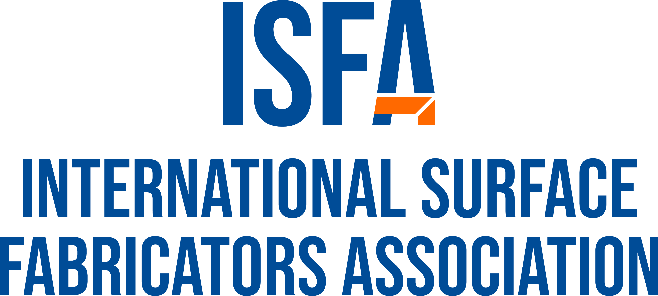 ISFA
INTERNATIONAL SURFACE
FABRICATORS ASSOCIATION